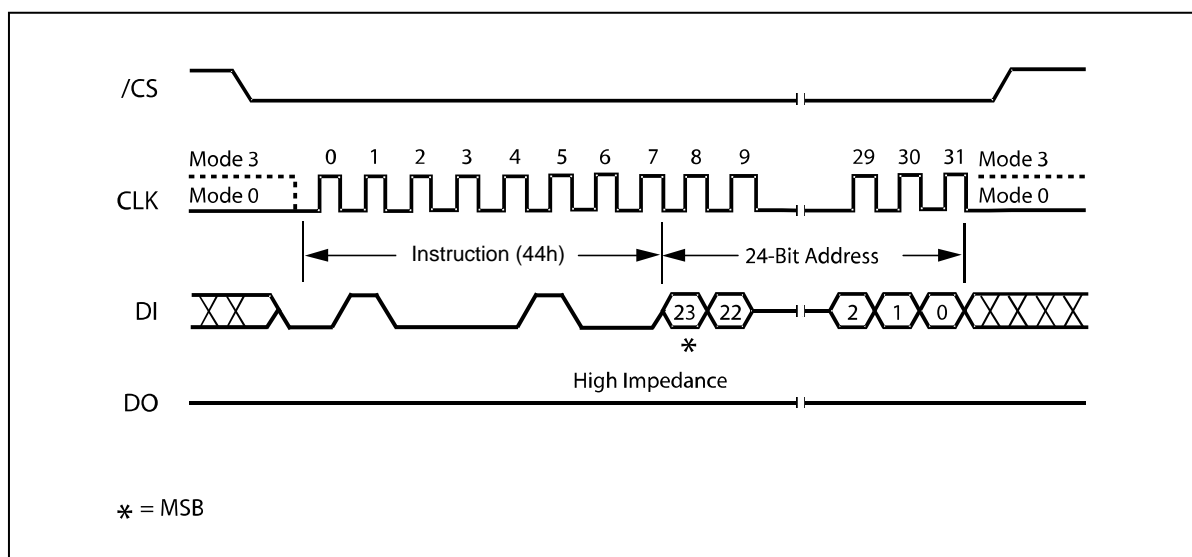 /CS
Mode 3 0 1 2 3 4 5 6 7 8 9 29 30 31 Mode 3
CLK Mode 0 Mode 0
Instruction (44h) 24-Bit Address
DI 23 22 2 1 0
*
High Impedance
DO
* = MSB